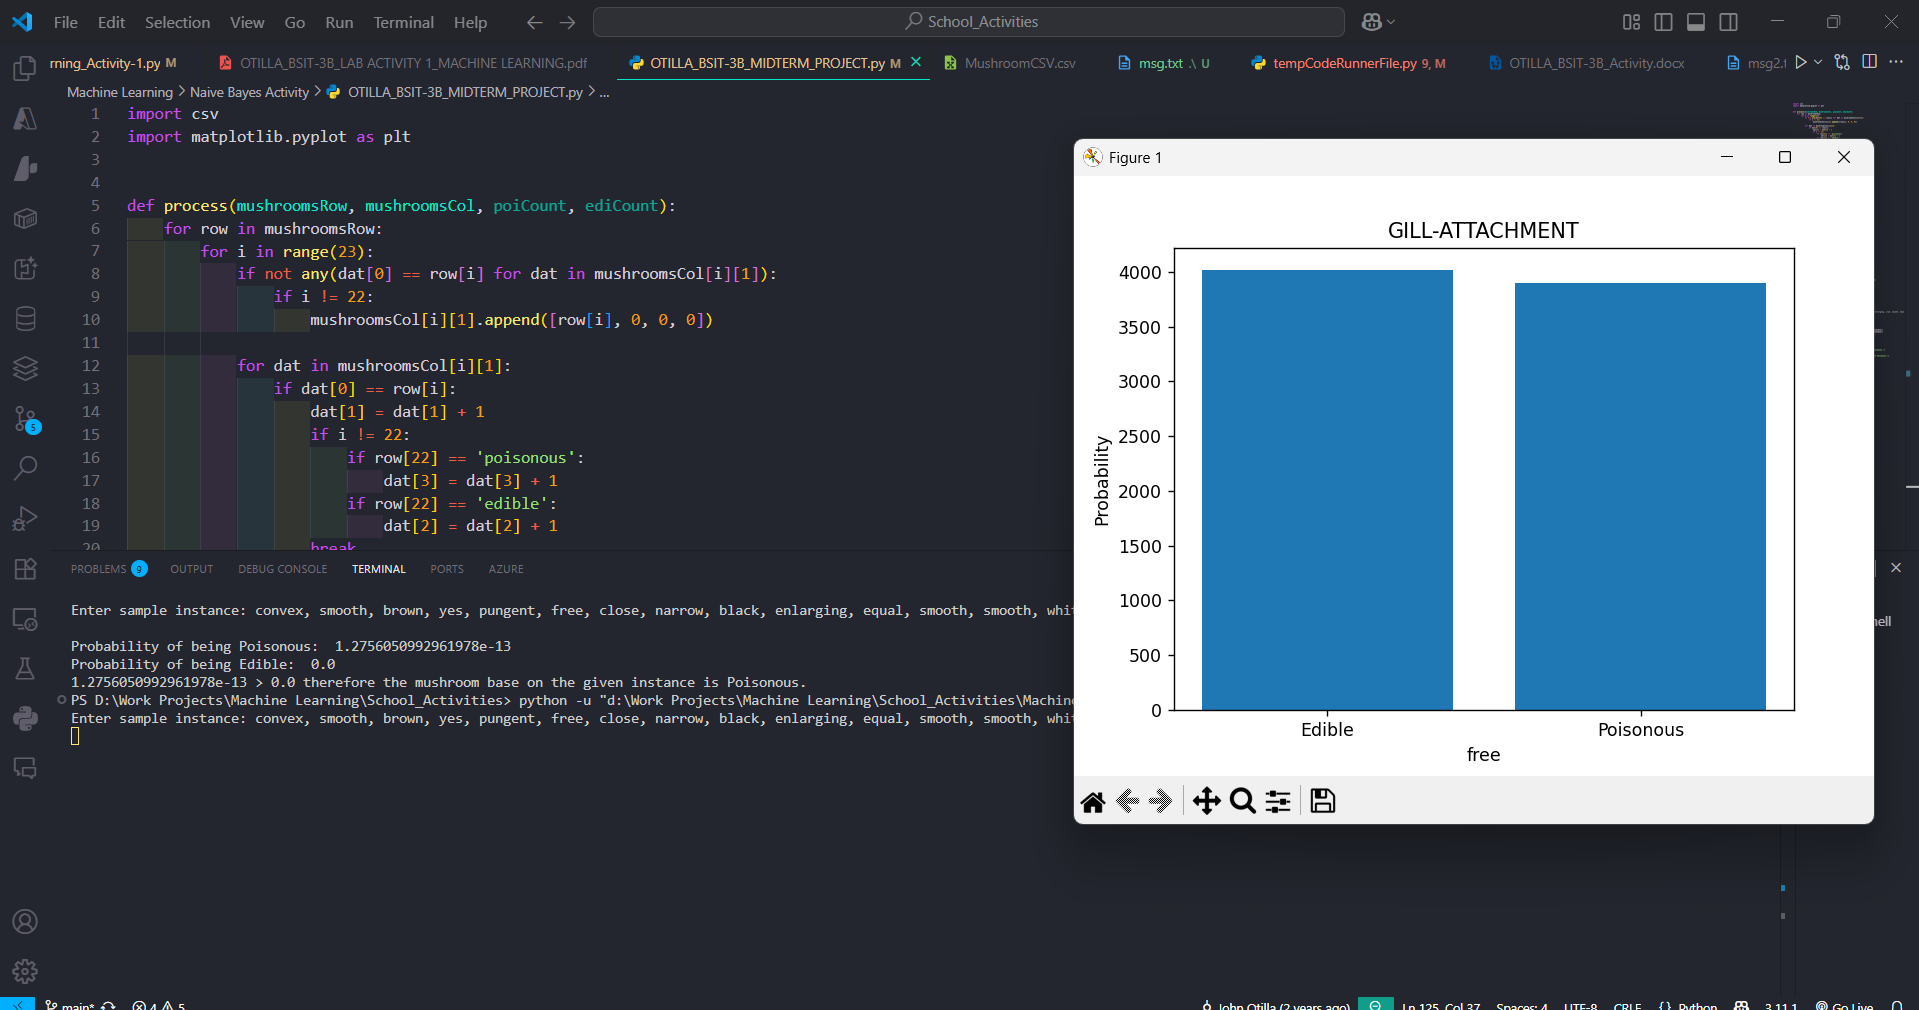 File Edit Selection View Go Run Terminal Help
School_Activities
rning_Activity-1.py M
OTILLA_BSIT-3B_LAB ACTIVITY 1_MACHINE LEARNING.pdf
OTILLA_BSIT-3B_MIDTERM_PROJECT.py M
MushroomCSV.csv
msg.txt .\ U
tempCodeRunnerFile.py 9, M
OTILLA_BSIT-3B_Activity.docx
msg2.t
Machine Learning > Naive Bayes Activity > OTILLA_BSIT-3B_MIDTERM_PROJECT.py > ...
1 import csv
2 import matplotlib.pyplot as plt
3
4
5 def process(mushroomsRow, mushroomsCol, poiCount, ediCount):
6 for row in mushroomsRow:
7 for i in range(23):
8 if not any(dat[0] == row[i] for dat in mushroomsCol[i][1]):
9 if i != 22:
10 mushroomsCol[i][1].append([row[i], 0, 0, 0])
11
12 for dat in mushroomsCol[i][1]:
13 if dat[0] == row[i]:
14 dat[1] = dat[1] + 1
15 if i != 22:
16 if row[22] == 'poisonous':
17 dat[3] = dat[3] + 1
18 if row[22] == 'edible':
19 dat[2] = dat[2] + 1
20 break
PROBLEMS 9 OUTPUT DEBUG CONSOLE TERMINAL PORTS AZURE
Enter sample instance: convex, smooth, brown, yes, pungent, free, close, narrow, black, enlarging, equal, smooth, smooth, whit
Probability of being Poisonous: 1.2756050992961978e-13
Probability of being Edible: 0.0
1.2756050992961978e-13 > 0.0 therefore the mushroom base on the given instance is Poisonous.
PS D:\Work Projects\Machine Learning\School_Activities> python -u "d:\Work Projects\Machine Learning\School_Activities\Machine
Enter sample instance: convex, smooth, brown, yes, pungent, free, close, narrow, black, enlarging, equal, smooth, smooth, whit
ell
5
Figure 1
GILL-ATTACHMENT
4000
3500
3000
2500
2000
1500
1000
500
0
Probability
Edible Poisonous
free
main* 4 5
John Otilla (2 years ago) Ln 125, Col 37 Spaces: 4 UTF-8 CRLF {} Python 3.11.1 Go Live